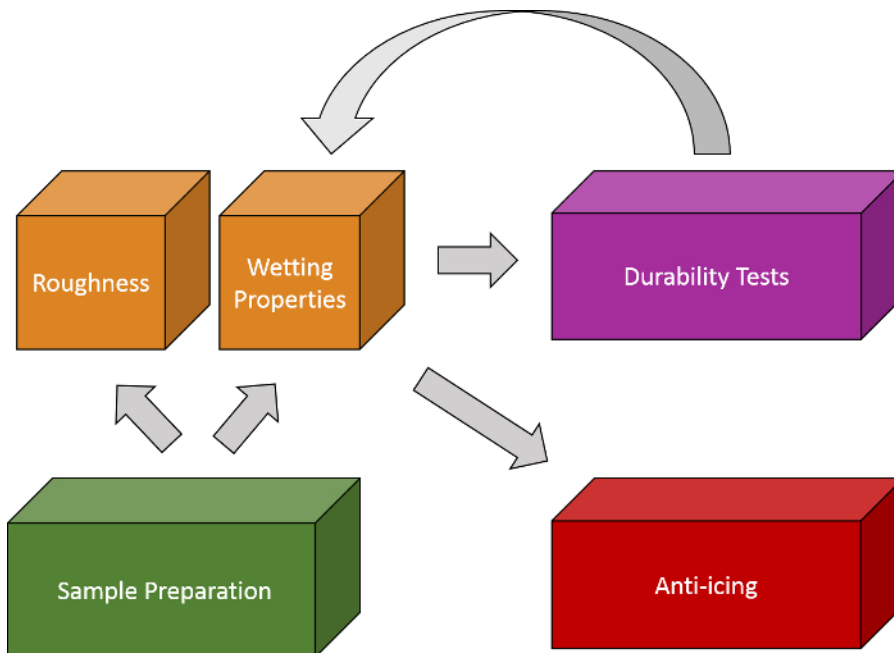 Roughness
Wetting
Properties
Durability Tests
Sample Preparation
Anti-icing